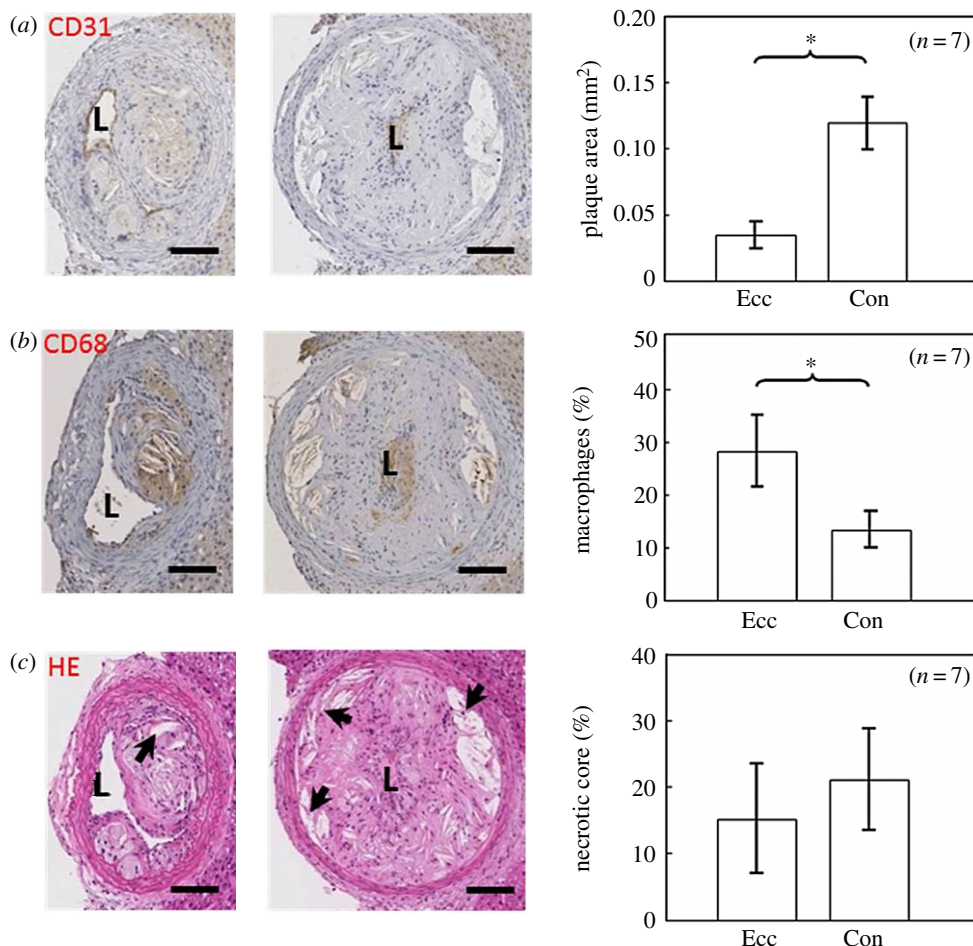 (a) CD31
L
L
plaque area (mm²)
0.20
0.15
0.10
0.05
0
*
(n = 7)
Ecc Con
(b) CD68
L
L
macrophages (%)
50
40
30
20
10
0
*
(n = 7)
Ecc Con
(c) HE
L
L
necrotic core (%)
40
30
20
10
0
(n = 7)
Ecc Con